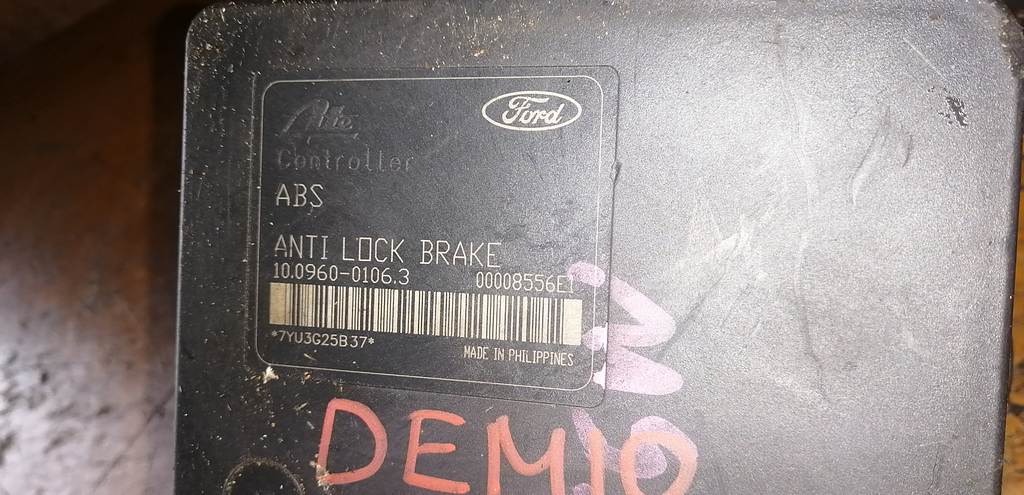 Ate
Ford
Controller
ABS
ANTI LOCK BRAKE
10.0960-0106.3 00008556E1
*7YU3G25B37*
MADE IN PHILIPPINES
DEMIO